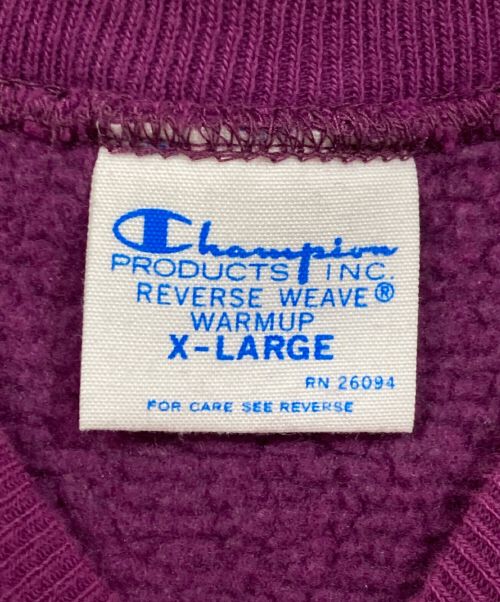 Champion
PRODUCTS INC.
REVERSE WEAVE®
WARMUP
X-LARGE
RN 26094
FOR CARE SEE REVERSE